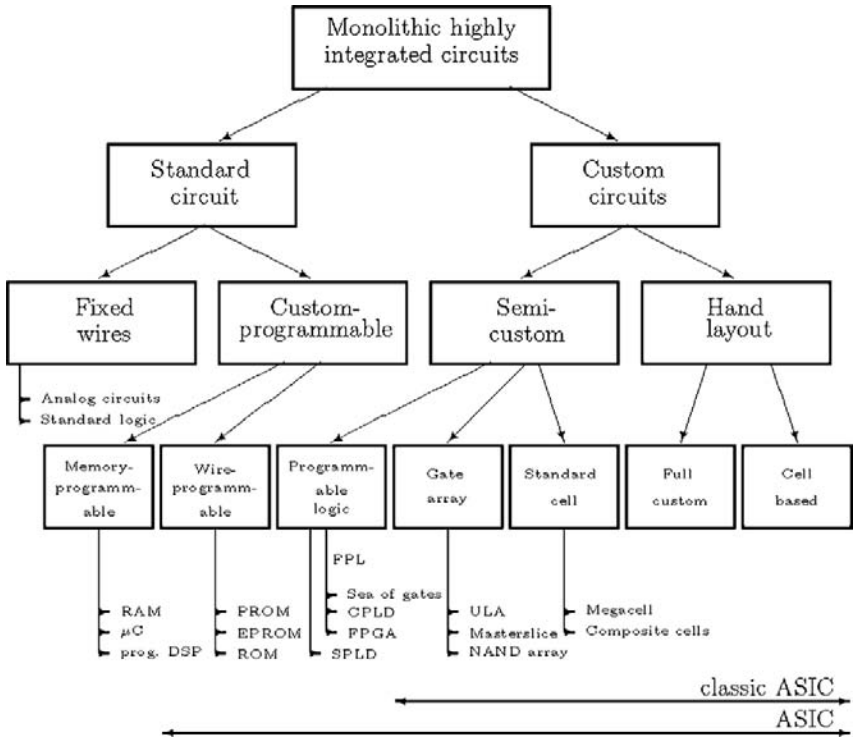 Monolithic highly
integrated circuits
Standard
circuit
Custom
circuits
Fixed
wires
Custom-
programmable
Semi-
custom
Hand
layout
Analog circuits
Standard logic
Memory-
programm-
able
Wire-
programm-
able
Programm-
able
logic
Gate
array
Standard
cell
Full
custom
Cell
based
RAM
μC
prog. DSP
PROM
EPROM
ROM
FPL
Sea of gates
CPLD
FPGA
SPLD
ULA
Masterslice
NAND array
Megacell
Composite cells
classic ASIC
ASIC